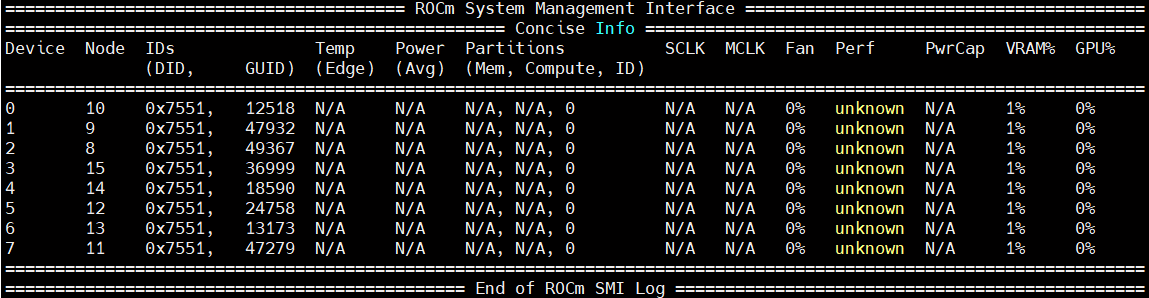 ======================================== ROCm System Management Interface ========================================
================================================== Concise Info ==================================================
Device  Node  IDs              Temp    Power  Partitions          SCLK  MCLK  Fan  Perf     PwrCap  VRAM%  GPU%
              (DID,     GUID)  (Edge)  (Avg)  (Mem, Compute, ID)
==================================================================================================================
0       10    0x7551,   12518  N/A     N/A    N/A, N/A, 0         N/A   N/A   0%   unknown  N/A     1%     0%
1       9     0x7551,   47932  N/A     N/A    N/A, N/A, 0         N/A   N/A   0%   unknown  N/A     1%     0%
2       8     0x7551,   49367  N/A     N/A    N/A, N/A, 0         N/A   N/A   0%   unknown  N/A     1%     0%
3       15    0x7551,   36999  N/A     N/A    N/A, N/A, 0         N/A   N/A   0%   unknown  N/A     1%     0%
4       14    0x7551,   18590  N/A     N/A    N/A, N/A, 0         N/A   N/A   0%   unknown  N/A     1%     0%
5       12    0x7551,   24758  N/A     N/A    N/A, N/A, 0         N/A   N/A   0%   unknown  N/A     1%     0%
6       13    0x7551,   13173  N/A     N/A    N/A, N/A, 0         N/A   N/A   0%   unknown  N/A     1%     0%
7       11    0x7551,   47279  N/A     N/A    N/A, N/A, 0         N/A   N/A   0%   unknown  N/A     1%     0%
==================================================================================================================
============================================== End of ROCm SMI Log ===============================================